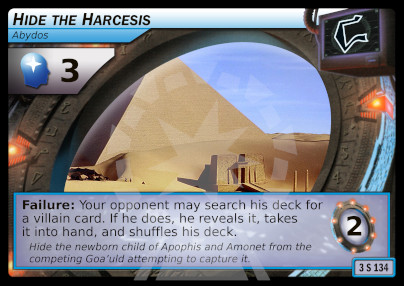 HIDE THE HARCESIS
Abydos
3
Failure: Your opponent may search his deck for
a villain card. If he does, he reveals it, takes
it into hand, and shuffles his deck.
Hide the newborn child of Apophis and Amonet from the
competing Goa'uld attempting to capture it.
2
3 S 134